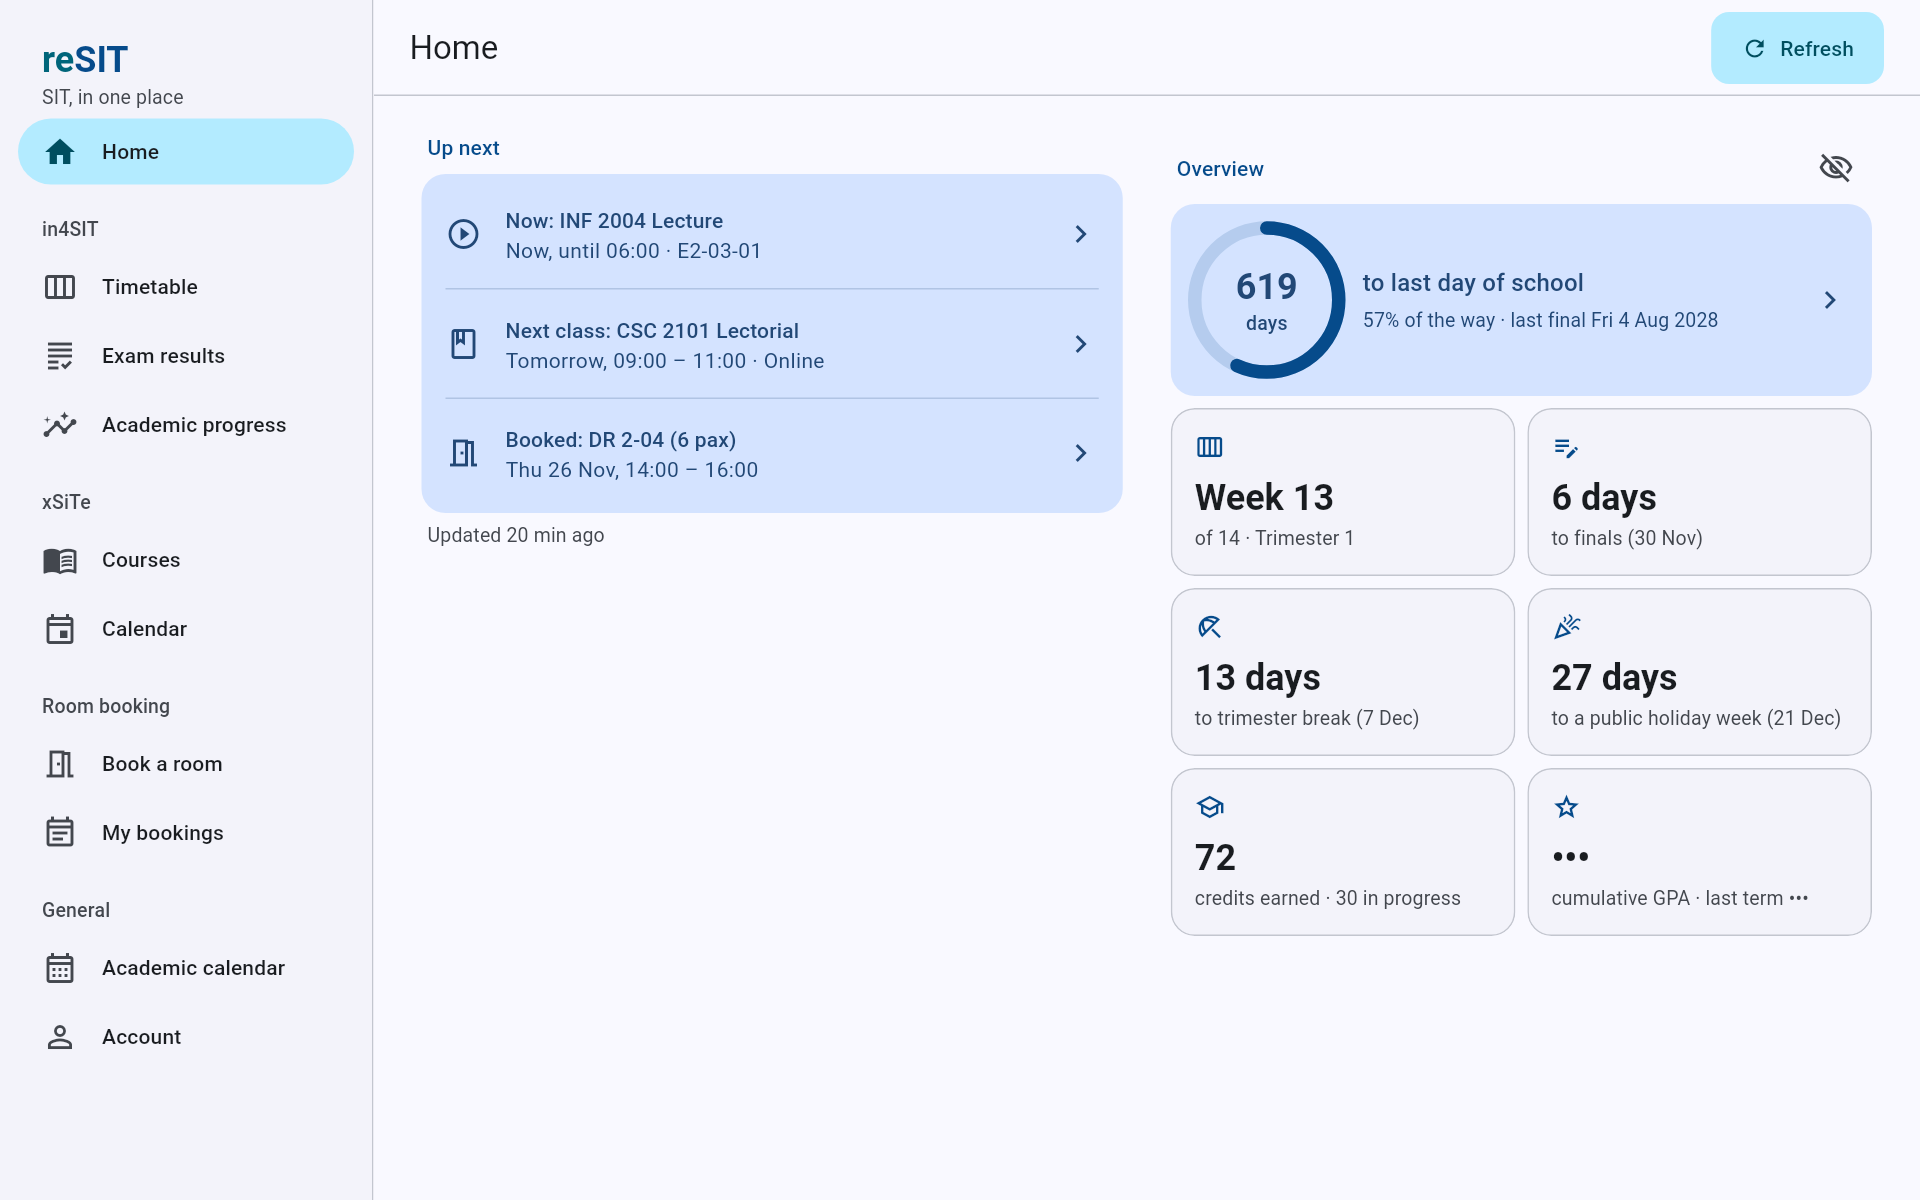 reSIT
SIT, in one place
Home
in4SIT
Timetable
Exam results
Academic progress
xSiTe
Courses
Calendar
Room booking
Book a room
My bookings
General
Academic calendar
Account
Home
Refresh
Up next
Now: INF 2004 Lecture
Now, until 06:00 · E2-03-01
Next class: CSC 2101 Lectorial
Tomorrow, 09:00 – 11:00 · Online
Booked: DR 2-04 (6 pax)
Thu 26 Nov, 14:00 – 16:00
Updated 20 min ago
Overview
619
days
to last day of school
57% of the way · last final Fri 4 Aug 2028
Week 13
of 14 · Trimester 1
6 days
to finals (30 Nov)
13 days
to trimester break (7 Dec)
27 days
to a public holiday week (21 Dec)
72
credits earned · 30 in progress
•••
cumulative GPA · last term •••